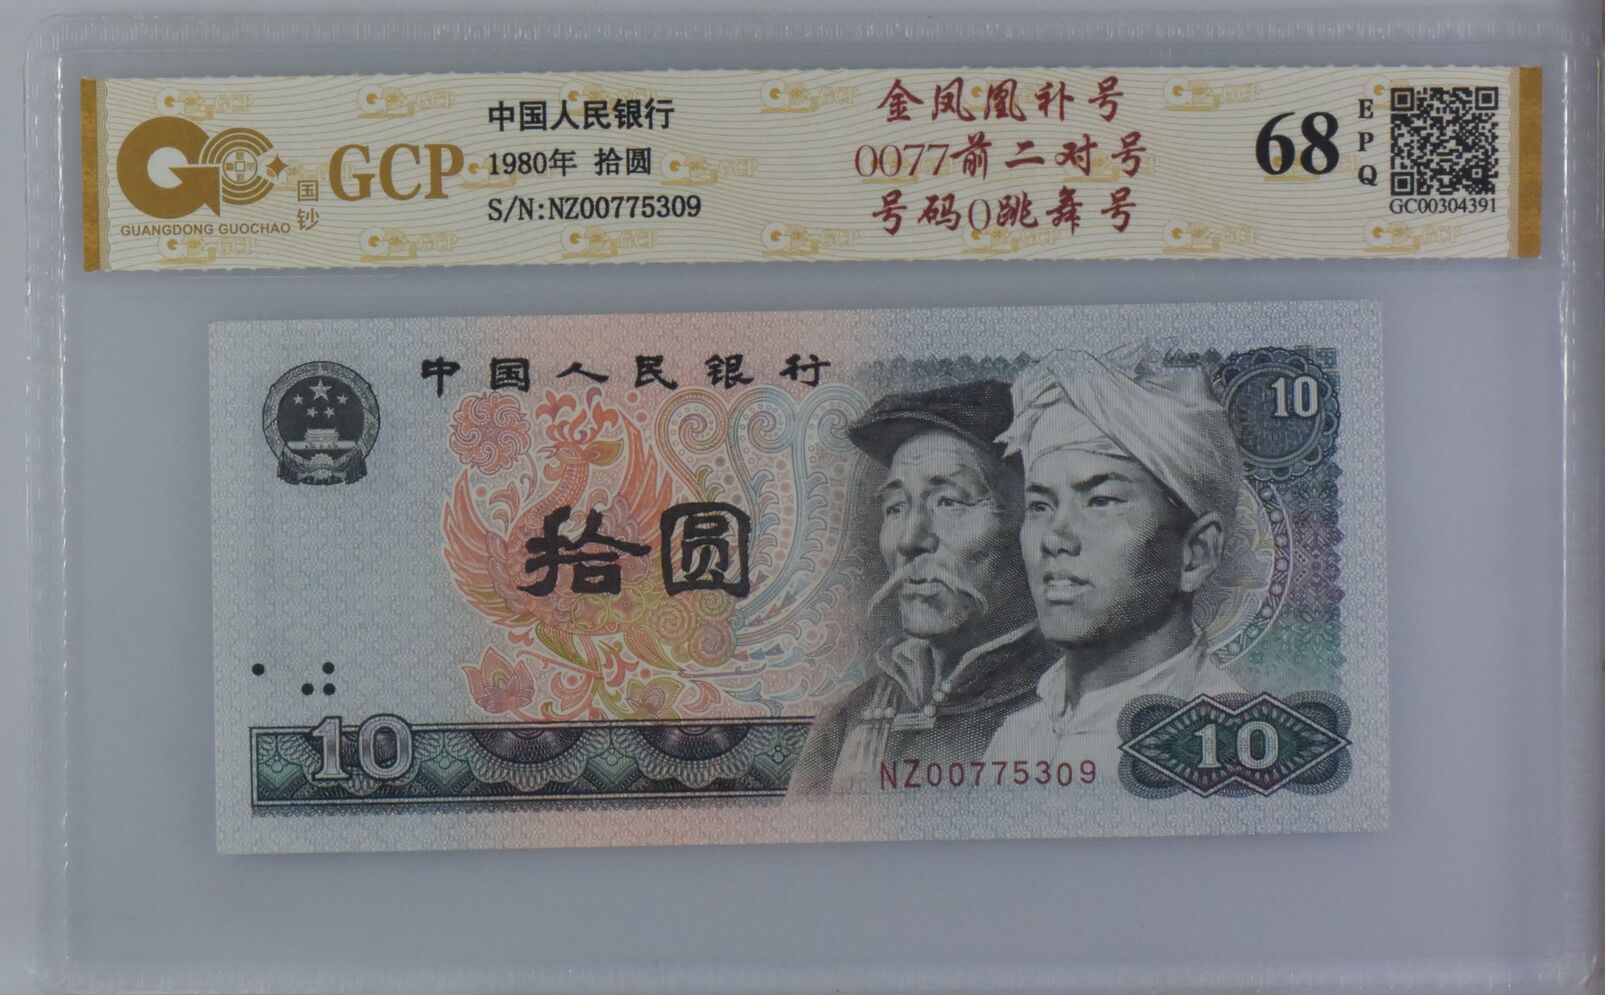 GCP
GUANGDONG GUOCHAO
国钞
中国人民银行
1980年 拾圆
S/N:NZ00775309
金凤凰补号
0077前二对号
号码0跳舞号
68
EPQ
GC00304391
中国人民银行
10
拾圆
10
NZ00775309
10